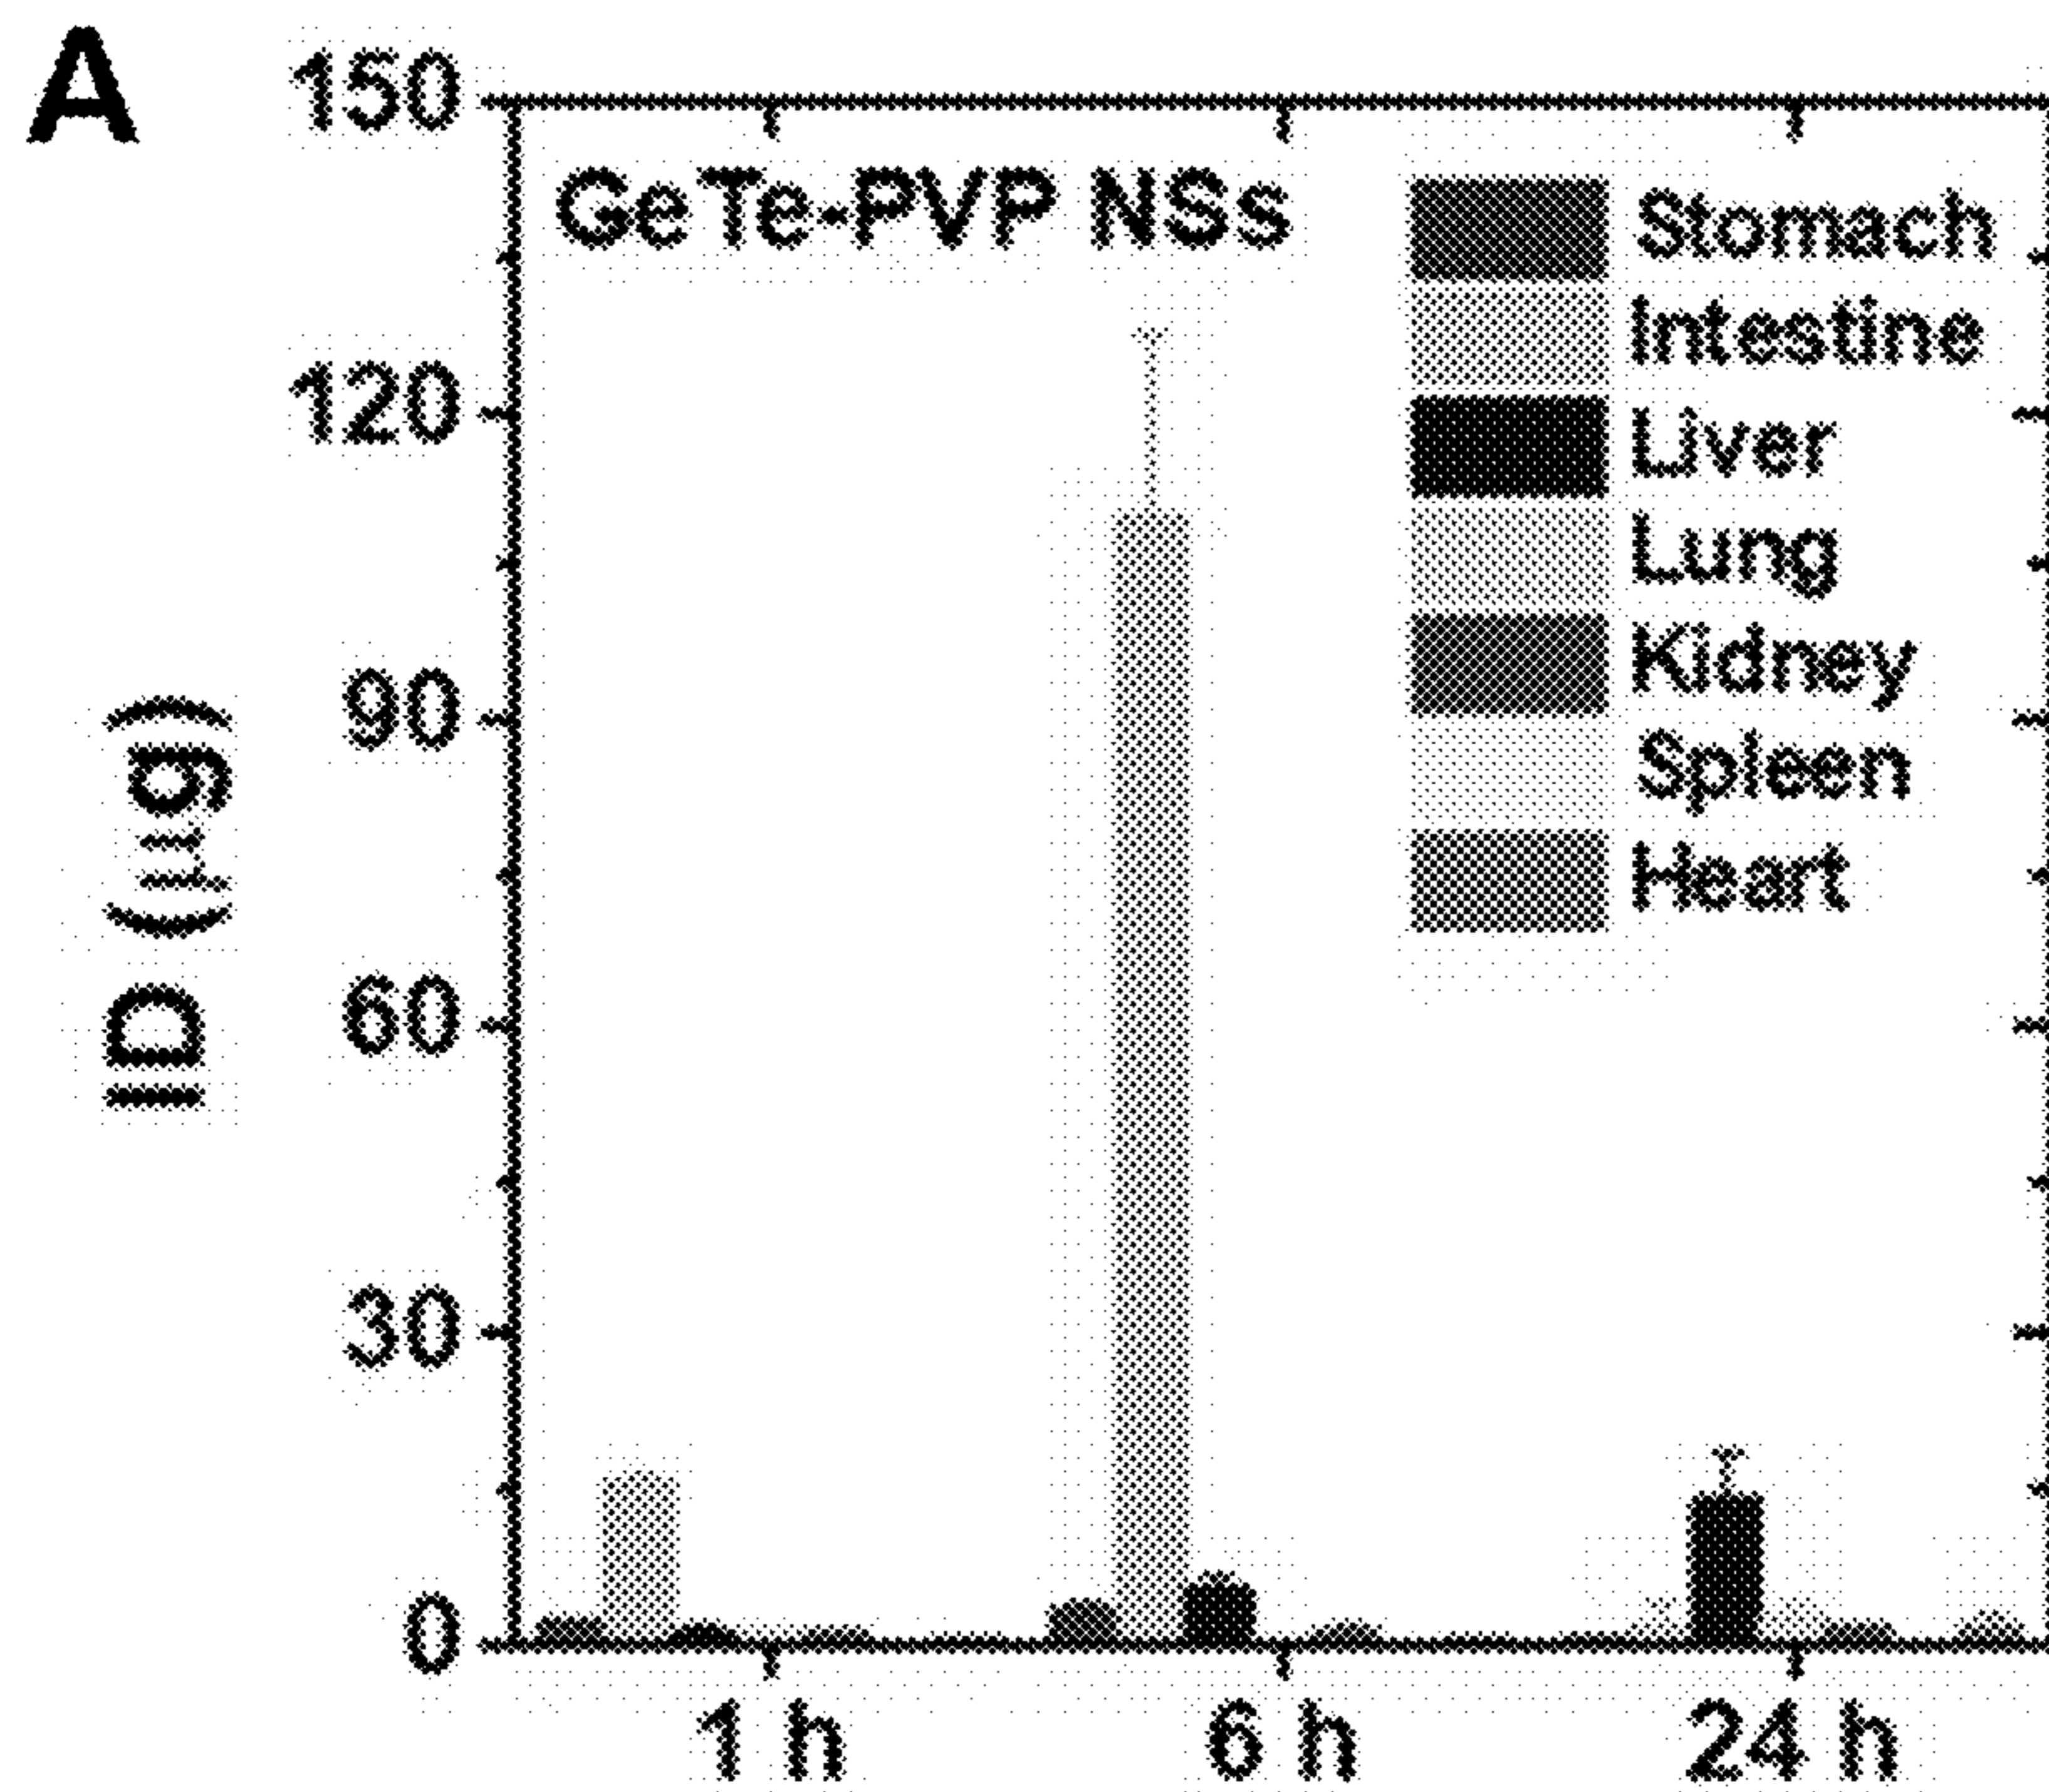 A
150
120
90
60
30
0
ID (µg)
GeTe-PVP NSs
Stomach
Intestine
Liver
Lung
Kidney
Spleen
Heart
1 h
6 h
24 h